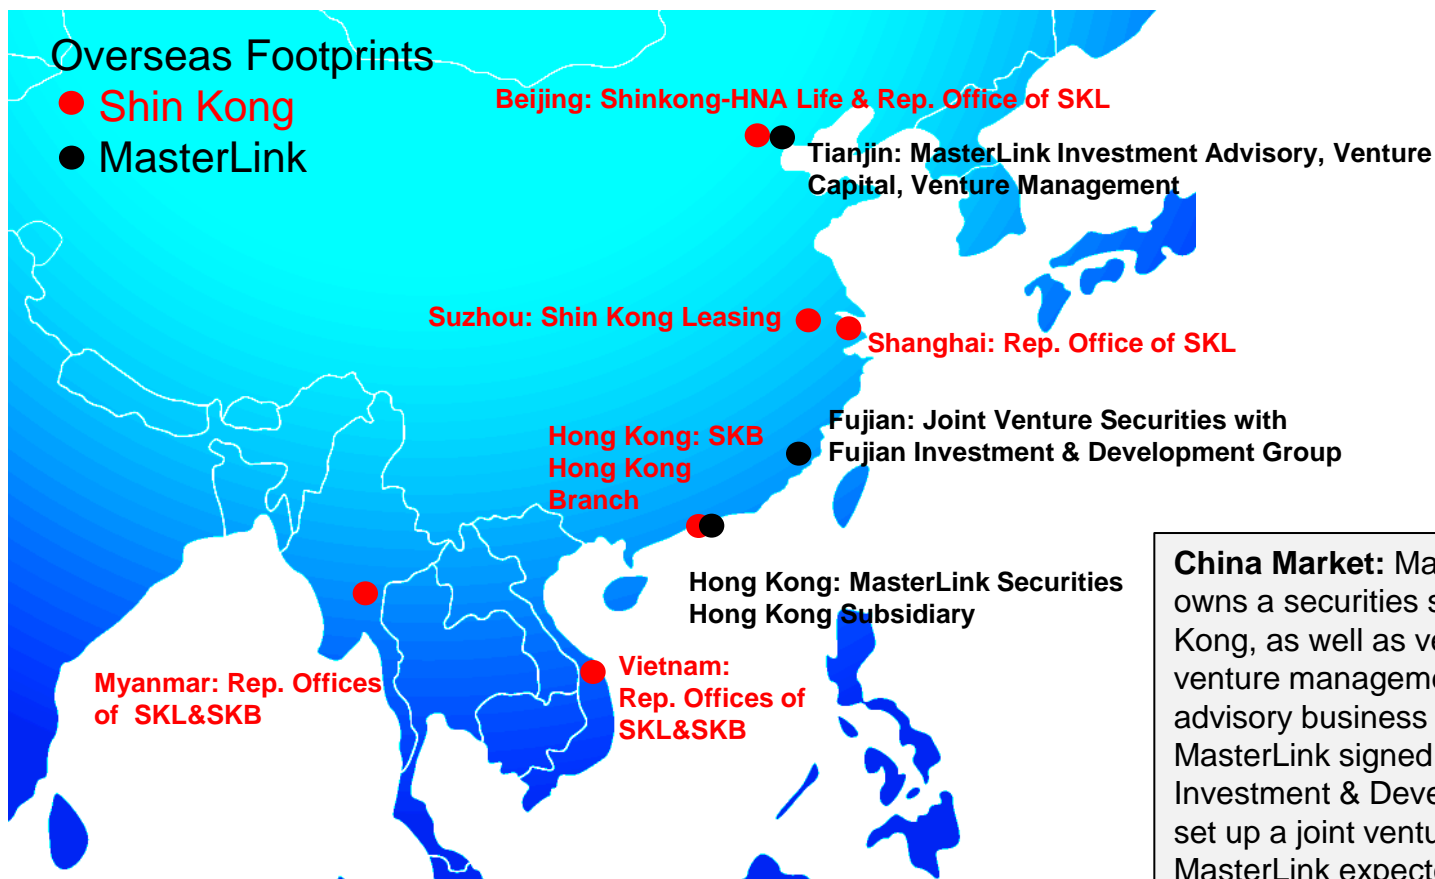 Overseas Footprints
Shin Kong
MasterLink
Beijing: Shinkong-HNA Life & Rep. Office of SKL
Tianjin: MasterLink Investment Advisory, Venture
Capital, Venture Management
Suzhou: Shin Kong Leasing
Shanghai: Rep. Office of SKL
Fujian: Joint Venture Securities with
Fujian Investment & Development Group
Hong Kong: SKB
Hong Kong
Branch
Hong Kong: MasterLink Securities
Hong Kong Subsidiary
Myanmar: Rep. Offices
of SKL&SKB
Vietnam:
Rep. Offices of
SKL&SKB
China Market:
owns a securities
Kong, as well as
venture
advisory business
MasterLink signed
Investment &
set up a joint
MasterLink